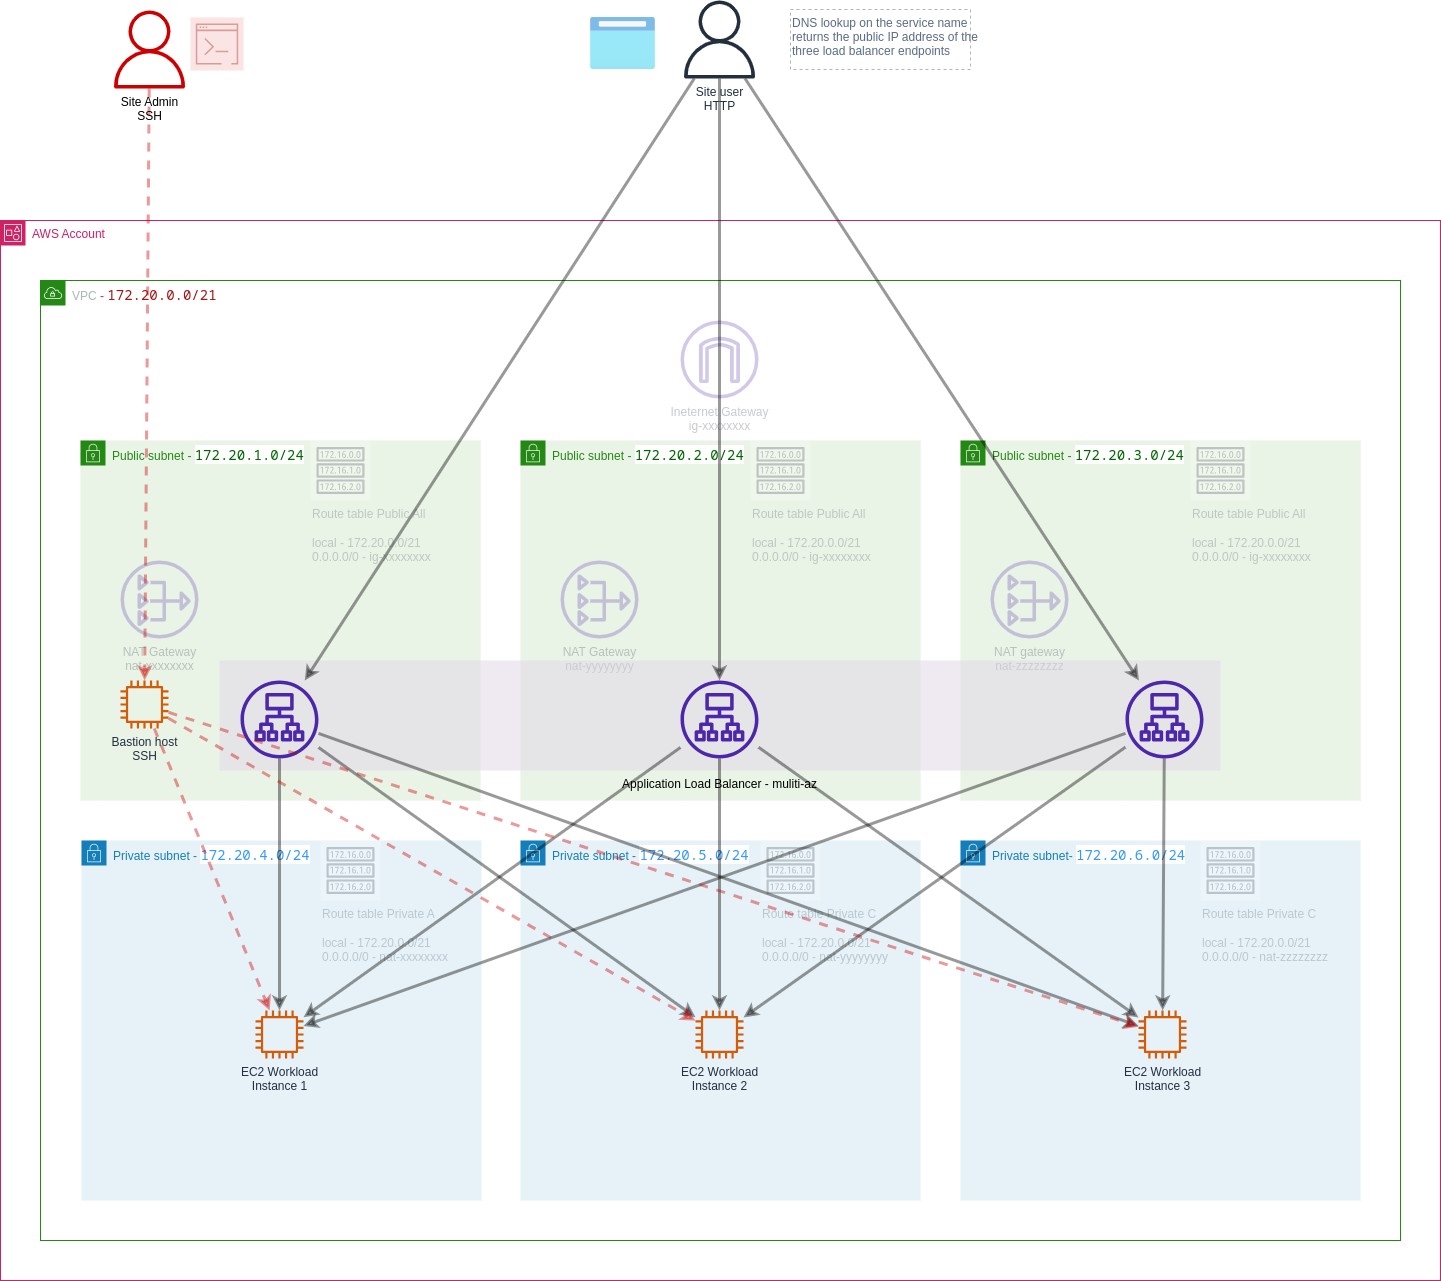 DNS lookup on the service name
returns the public IP address of the
three load balancer endpoints
Site Admin
SSH
Site user
HTTP
AWS Account
VPC - 172.20.0.0/21
Ineternet Gateway
ig-xxxxxxxx
Public subnet - 172.20.1.0/24
172.16.0.0
172.16.1.0
172.16.2.0
Route table Public All
local - 172.20.0.0/21
0.0.0.0/0 - ig-xxxxxxxx
NAT Gateway
nat-xxxxxxxx
Public subnet - 172.20.2.0/24
172.16.0.0
172.16.1.0
172.16.2.0
Route table Public All
local - 172.20.0.0/21
0.0.0.0/0 - ig-xxxxxxxx
NAT Gateway
nat-yyyyyyyy
Public subnet - 172.20.3.0/24
172.16.0.0
172.16.1.0
172.16.2.0
Route table Public All
local - 172.20.0.0/21
0.0.0.0/0 - ig-xxxxxxxx
NAT gateway
nat-zzzzzzzz
Bastion host
SSH
Application Load Balancer - muliti-az
Private subnet - 172.20.4.0/24
172.16.0.0
172.16.1.0
172.16.2.0
Route table Private A
local - 172.20.0.0/21
0.0.0.0/0 - nat-xxxxxxxx
EC2 Workload
Instance 1
Private subnet - 172.20.5.0/24
172.16.0.0
172.16.1.0
172.16.2.0
Route table Private C
local - 172.20.0.0/21
0.0.0.0/0 - nat-yyyyyyyy
EC2 Workload
Instance 2
Private subnet- 172.20.6.0/24
172.16.0.0
172.16.1.0
172.16.2.0
Route table Private C
local - 172.20.0.0/21
0.0.0.0/0 - nat-zzzzzzzz
EC2 Workload
Instance 3